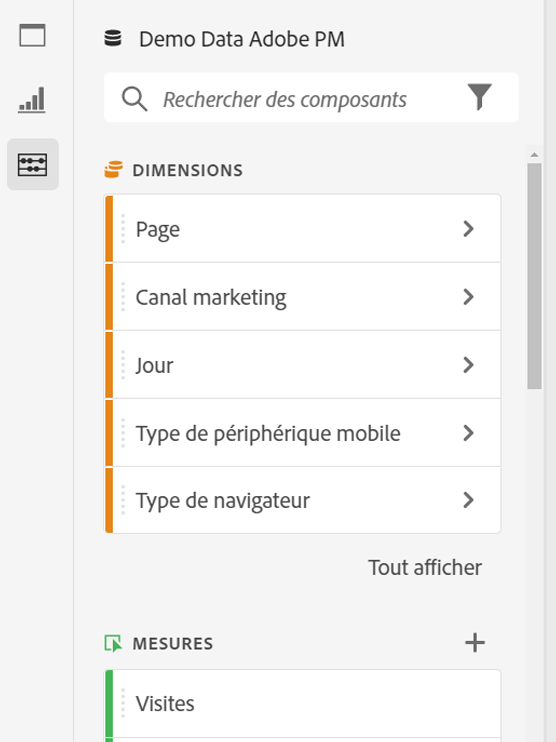 Demo Data Adobe PM
Rechercher des composants
DIMENSIONS
Page
Canal marketing
Jour
Type de périphérique mobile
Type de navigateur
Tout afficher
MESURES
Visites